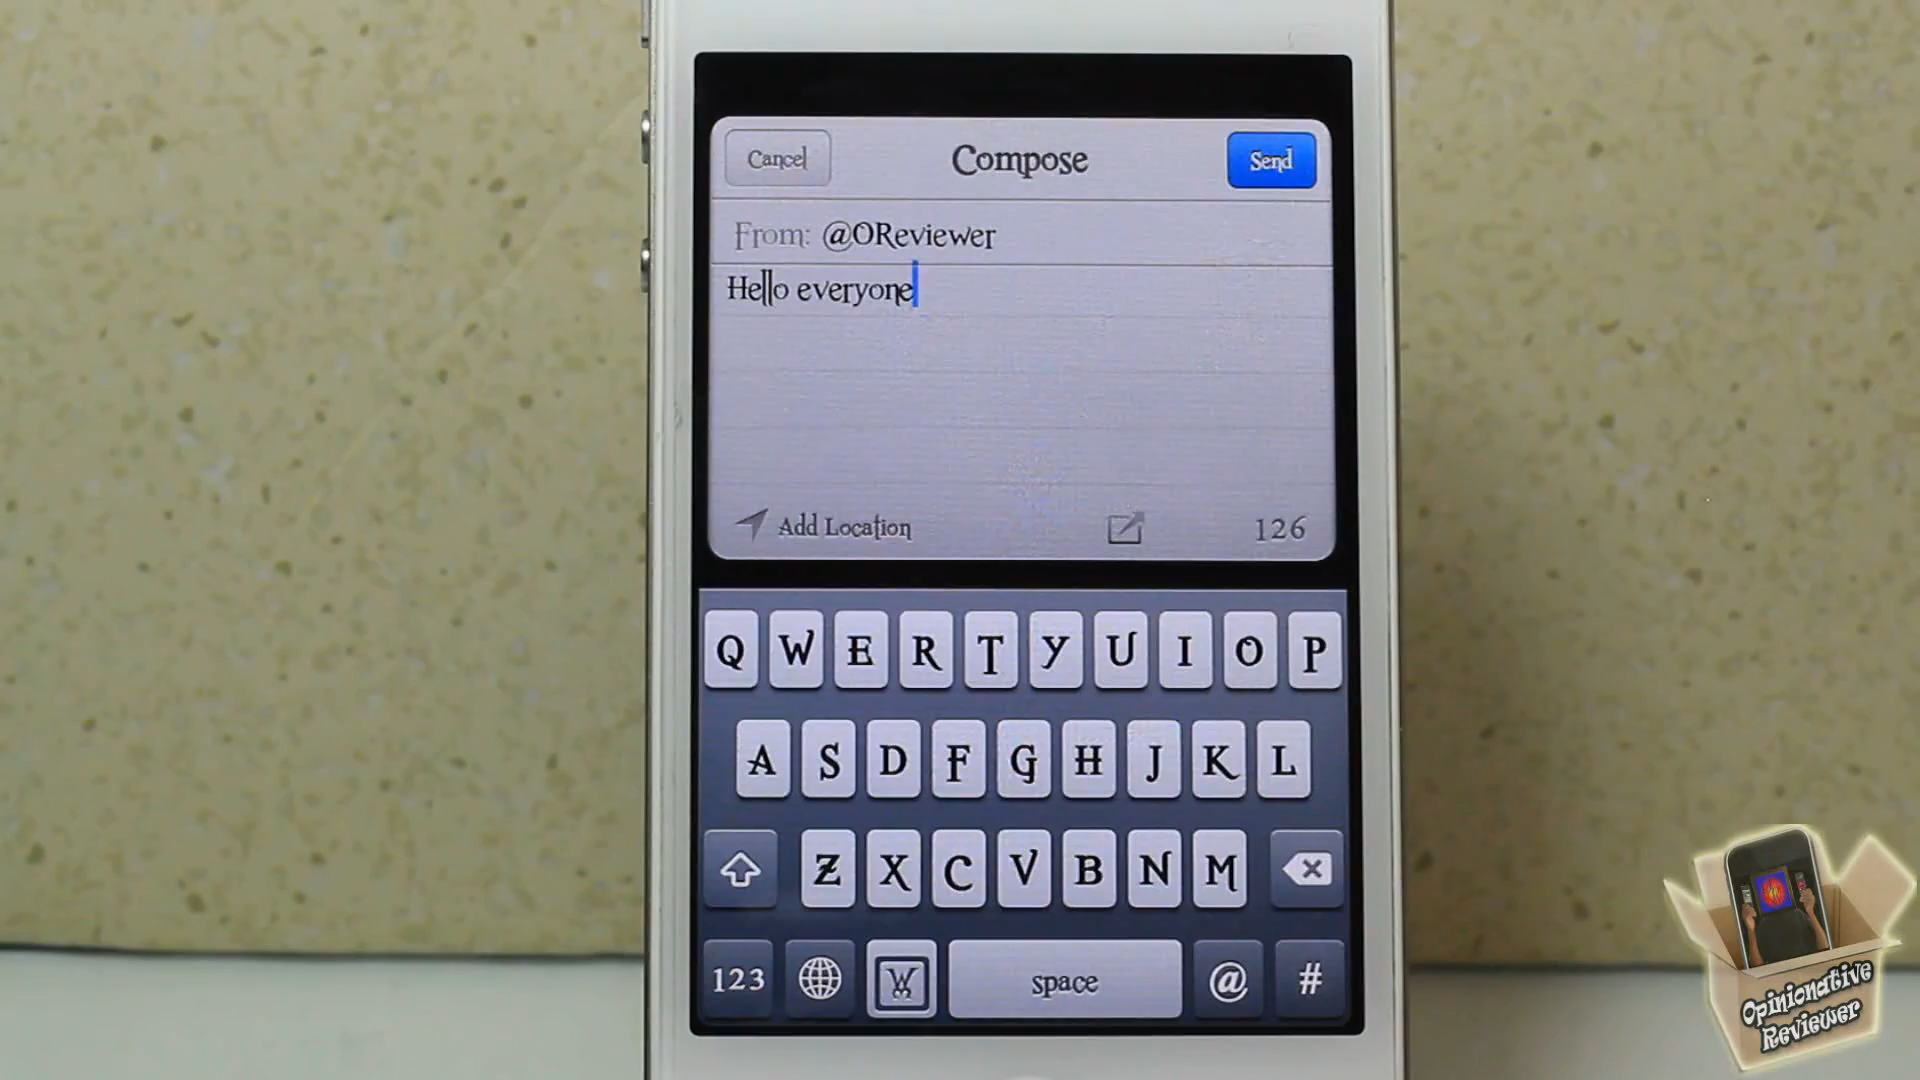 Cancel Compose Send
From: @OReviewer
Hello everyone
Add Location 126
Q W E R T Y U I O P
A S D F G H J K L
Z X C V B N M
123 W space @ #
Opinionative
Reviewer